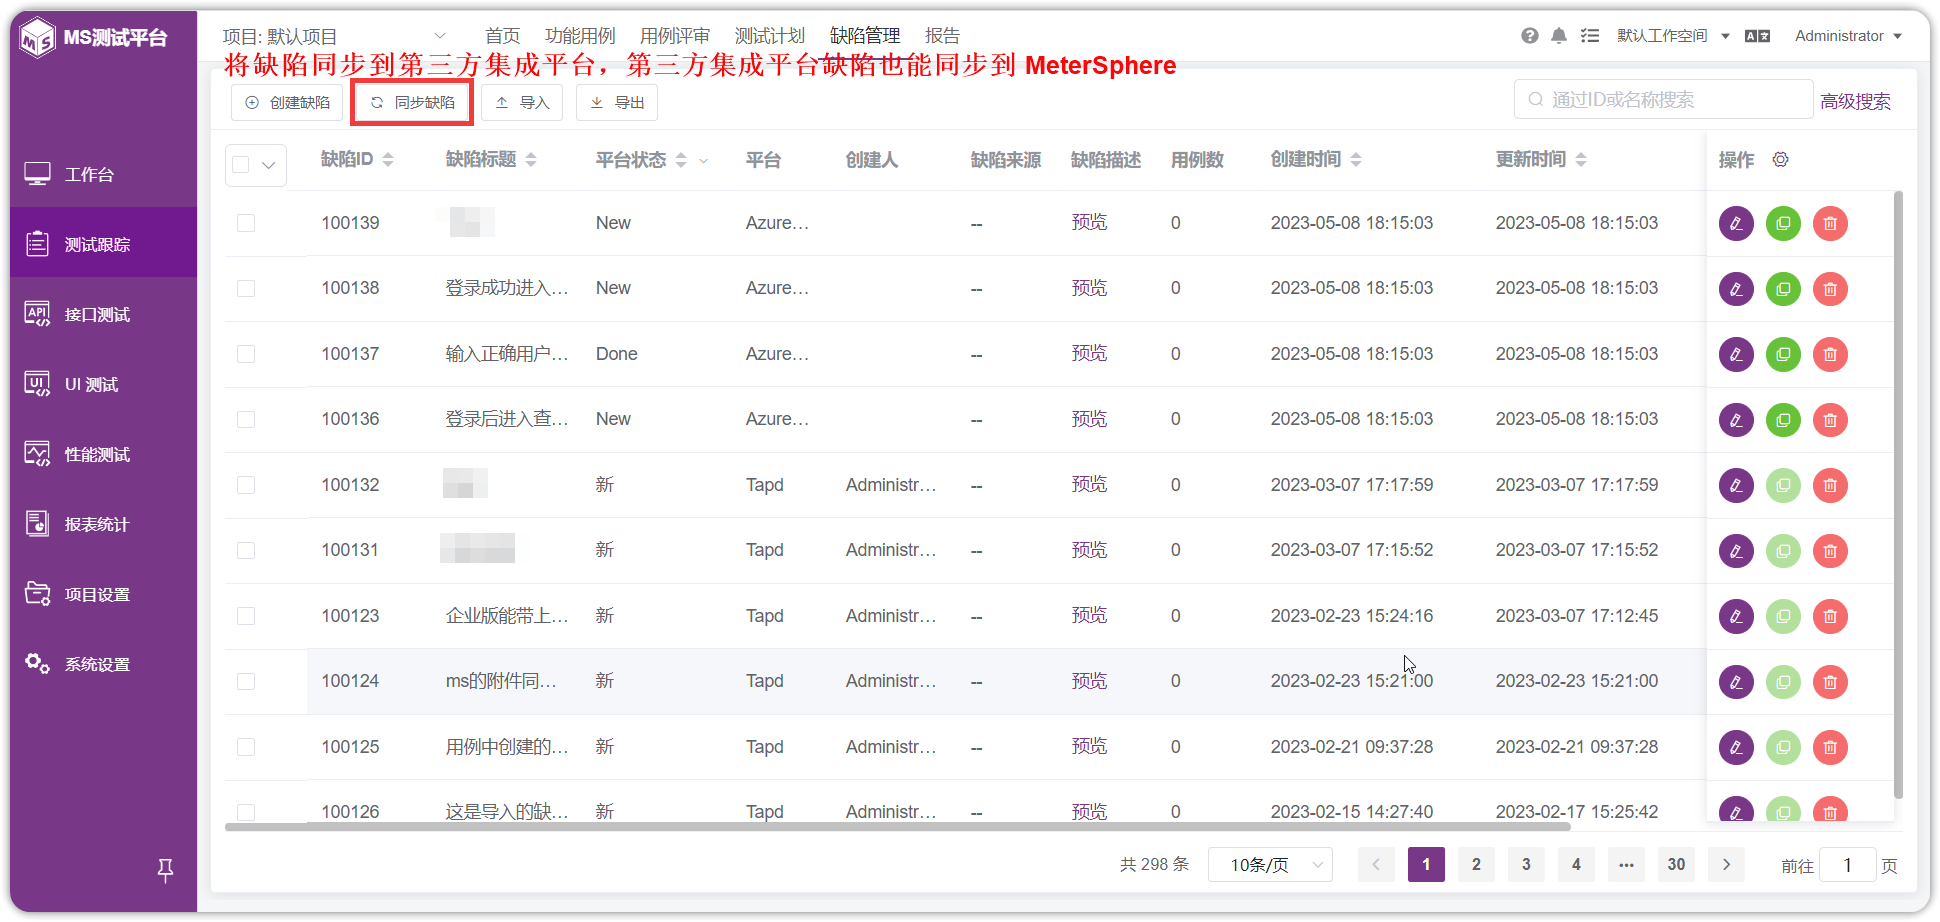 MS测试平台
项目: 默认项目
首页 功能用例 用例评审 测试计划 缺陷管理 报告
默认工作空间 Administrator
将缺陷同步到第三方集成平台，第三方集成平台缺陷也能同步到 MeterSphere
创建缺陷 同步缺陷 导入 导出 通过ID或名称搜索 高级搜索
工作台
测试跟踪
接口测试
UI 测试
性能测试
报表统计
项目设置
系统设置
缺陷ID 缺陷标题 平台状态 平台 创建人 缺陷来源 缺陷描述 用例数 创建时间 更新时间 操作
100139 New Azure... -- 预览 0 2023-05-08 18:15:03 2023-05-08 18:15:03
100138 登录成功进入... New Azure... -- 预览 0 2023-05-08 18:15:03 2023-05-08 18:15:03
100137 输入正确用户... Done Azure... -- 预览 0 2023-05-08 18:15:03 2023-05-08 18:15:03
100136 登录后进入查... New Azure... -- 预览 0 2023-05-08 18:15:03 2023-05-08 18:15:03
100132 新 Tapd Administr... -- 预览 0 2023-03-07 17:17:59 2023-03-07 17:17:59
100131 新 Tapd Administr... -- 预览 0 2023-03-07 17:15:52 2023-03-07 17:15:52
100123 企业版能带上... 新 Tapd Administr... -- 预览 0 2023-02-23 15:24:16 2023-03-07 17:12:45
100124 ms的附件同... 新 Tapd Administr... -- 预览 0 2023-02-23 15:21:00 2023-02-23 15:21:00
100125 用例中创建的... 新 Tapd Administr... -- 预览 0 2023-02-21 09:37:28 2023-02-21 09:37:28
100126 这是导入的缺... 新 Tapd Administr... -- 预览 0 2023-02-15 14:27:40 2023-02-17 15:25:42
共 298 条 10条/页 < 1 2 3 4 ... 30 > 前往 1 页